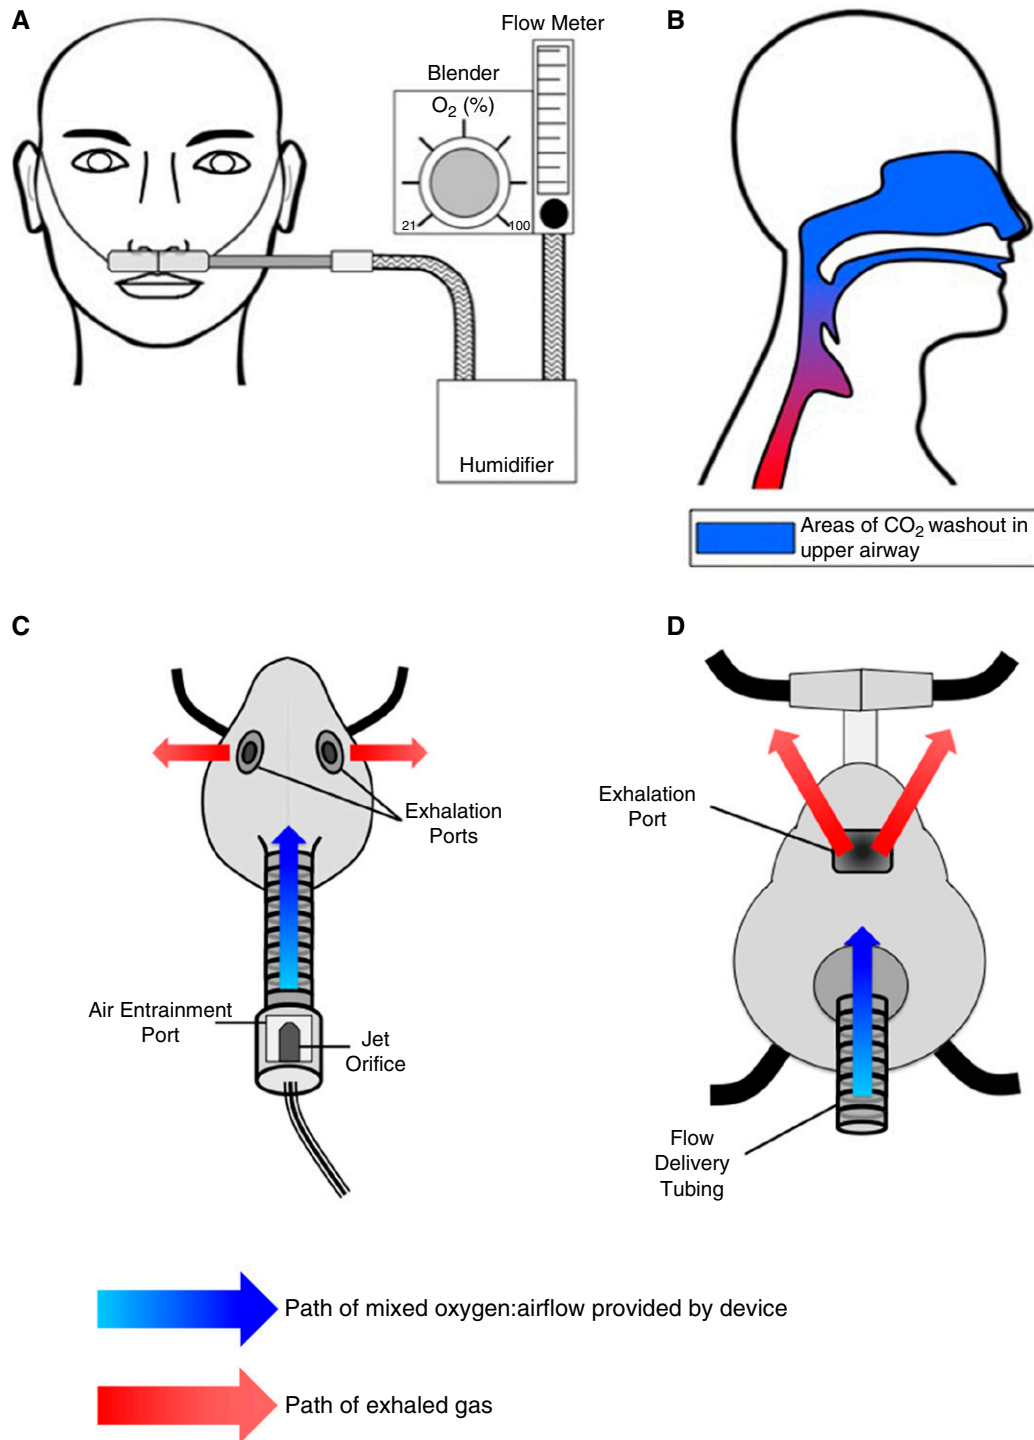 A
Flow Meter
Blender
O2 (%)
21
100
Humidifier
B
Areas of CO2 washout in
upper airway
C
Exhalation
Ports
Air Entrainment
Port
Jet
Orifice
D
Exhalation
Port
Flow
Delivery
Tubing
Path of mixed oxygen:airflow provided by device
Path of exhaled gas